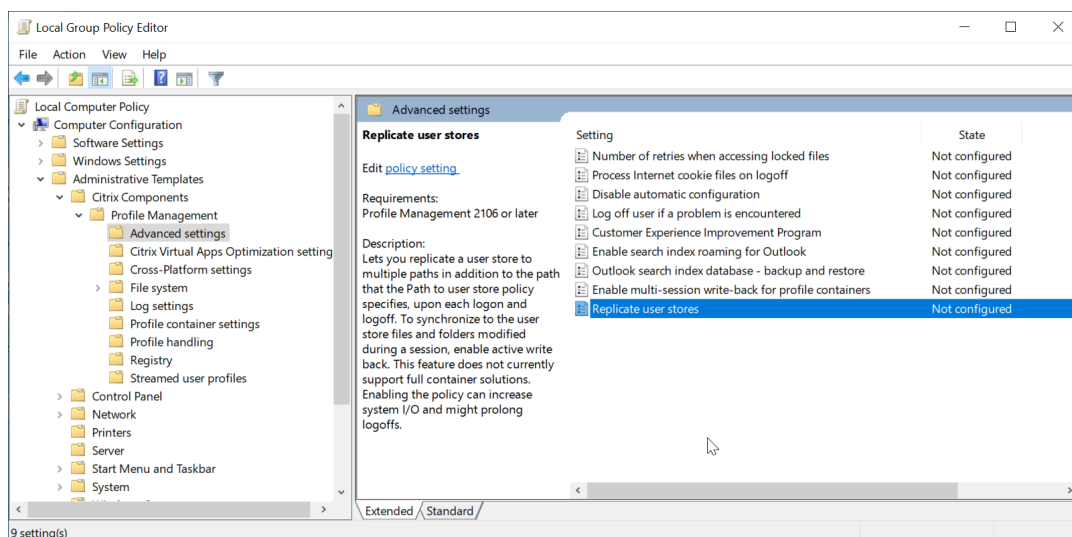 Local Group Policy Editor
File Action View Help
Local Computer Policy
Computer Configuration
Software Settings
Windows Settings
Administrative Templates
Citrix Components
Profile Management
Advanced settings
Citrix Virtual Apps Optimization setting
Cross-Platform settings
File system
Log settings
Profile container settings
Profile handling
Registry
Streamed user profiles
Control Panel
Network
Printers
Server
Start Menu and Taskbar
System
Advanced settings
Replicate user stores
Edit policy setting
Requirements:
Profile Management 2106 or later
Description:
Lets you replicate a user store to
multiple paths in addition to the path
that the Path to user store policy
specifies, upon each logon and
logoff. To synchronize to the user
store files and folders modified
during a session, enable active write
back. This feature does not currently
support full container solutions.
Enabling the policy can increase
system I/O and might prolong
logoffs.
Setting State
Number of retries when accessing locked files Not configured
Process Internet cookie files on logoff Not configured
Disable automatic configuration Not configured
Log off user if a problem is encountered Not configured
Customer Experience Improvement Program Not configured
Enable search index roaming for Outlook Not configured
Outlook search index database - backup and restore Not configured
Enable multi-session write-back for profile containers Not configured
Replicate user stores Not configured
Extended Standard
9 setting(s)